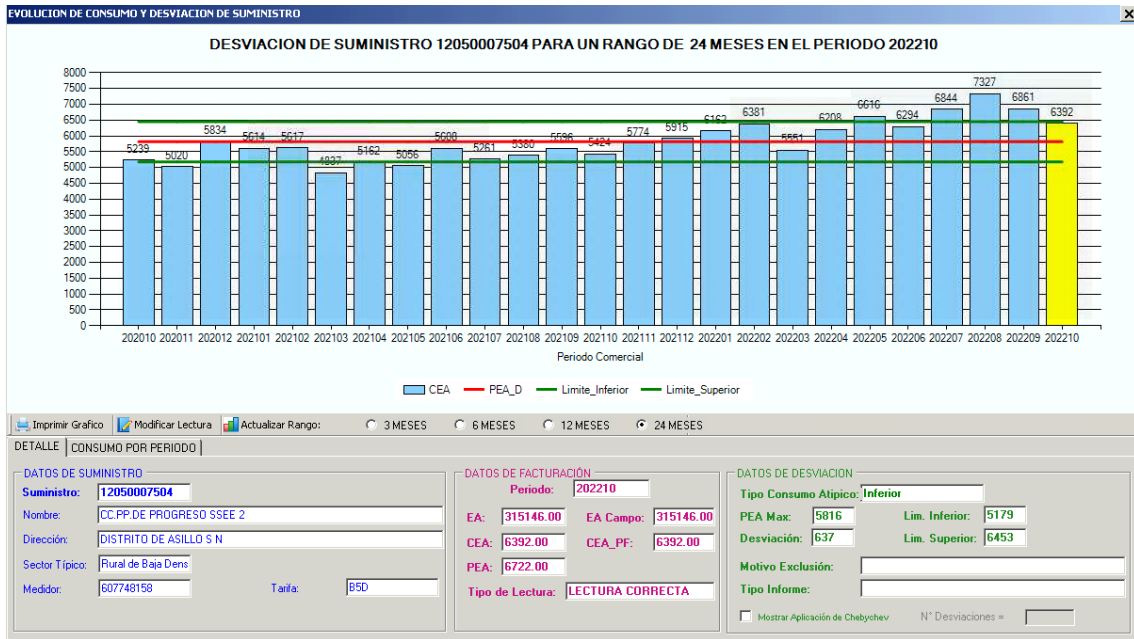 EVOLUCION DE CONSUMO Y DESVIACION DE SUMINISTRO
DESVIACION DE SUMINISTRO 12050007504 PARA UN RANGO DE 24 MESES EN EL PERIODO 202210
8000
7500
7000
6500
6000
5500
5000
4500
4000
3500
3000
2500
2000
1500
1000
500
0
5239 5020 5834 5614 5617 4837 5162 5056 5608 5261 5380 5596 5424 5774 5915 6162 6381 5551 6208 6616 6294 6844 7327 6861 6392
202010 202011 202012 202101 202102 202103 202104 202105 202106 202107 202108 202109 202110 202111 202112 202201 202202 202203 202204 202205 202206 202207 202208 202209 202210
Periodo Comercial
CEA PEA_D Limite_Inferior Limite_Superior
Imprimir Grafico Modificar Lectura Actualizar Rango: 3 MESES 6 MESES 12 MESES 24 MESES
DETALLE CONSUMO POR PERIODO
DATOS DE SUMINISTRO
Suministro: 12050007504
Nombre: CC.PP.DE PROGRESO SSEE 2
Dirección: DISTRITO DE ASILLO S N
Sector Típico: Rural de Baja Dens
Medidor: 607748158 Tarifa: B5D
DATOS DE FACTURACIÓN
Periodo: 202210
EA: 315146.00 EA Campo: 315146.00
CEA: 6392.00 CEA_PF: 6392.00
PEA: 6722.00
Tipo de Lectura: LECTURA CORRECTA
DATOS DE DESVIACION
Tipo Consumo Atipico: Inferior
PEA Max: 5816 Lim. Inferior: 5179
Desviación: 637 Lim. Superior: 6453
Motivo Exclusión:
Tipo Informe:
Mostrar Aplicación de Chebychev N° Desviaciones =